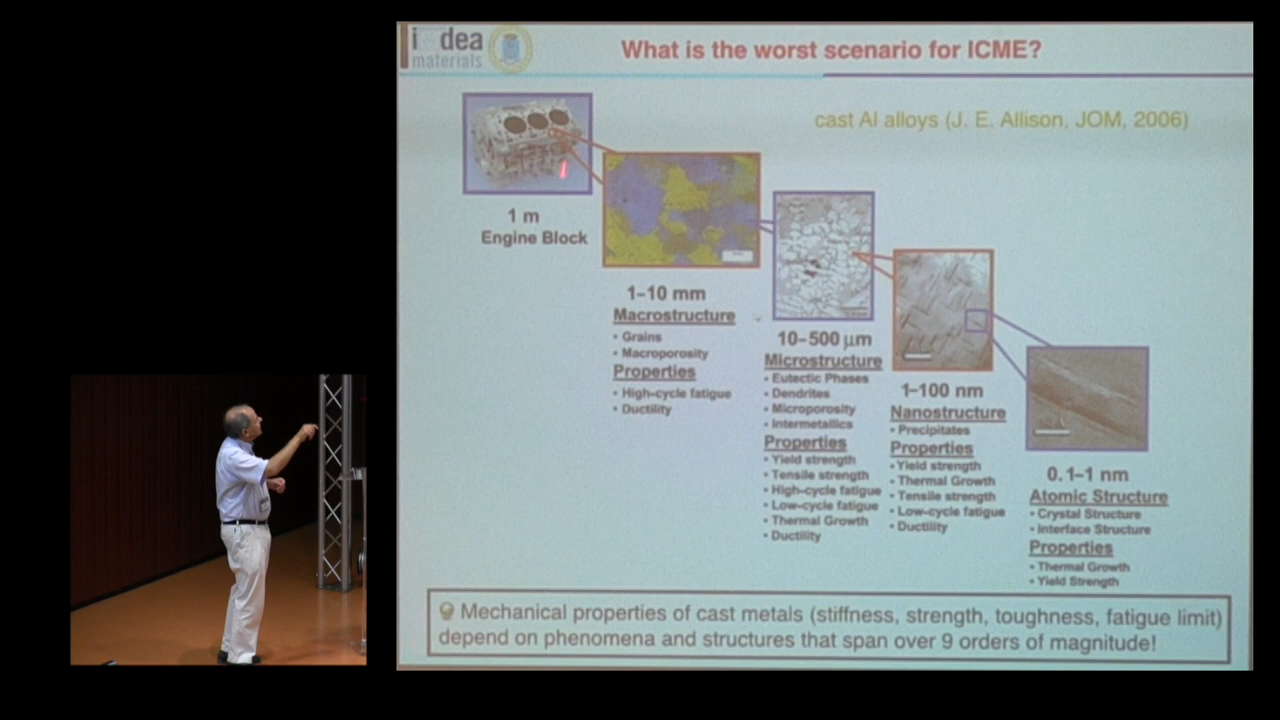 i dea
materials
What is the worst scenario for ICME?
cast Al alloys (J. E. Allison, JOM, 2006)
1 m
Engine Block
1–10 mm
Macrostructure
• Grains
• Macroporosity
Properties
• High-cycle fatigue
• Ductility
10–500 μm
Microstructure
• Eutectic Phases
• Dendrites
• Microporosity
• Intermetallics
Properties
• Yield strength
• Tensile strength
• High-cycle fatigue
• Low-cycle fatigue
• Thermal Growth
• Ductility
1–100 nm
Nanostructure
• Precipitates
Properties
• Yield strength
• Thermal Growth
• Tensile strength
• Low-cycle fatigue
• Ductility
0.1–1 nm
Atomic Structure
• Crystal Structure
• Interface Structure
Properties
• Thermal Growth
• Yield Strength
Mechanical properties of cast metals (stiffness, strength, toughness, fatigue limit)
depend on phenomena and structures that span over 9 orders of magnitude!